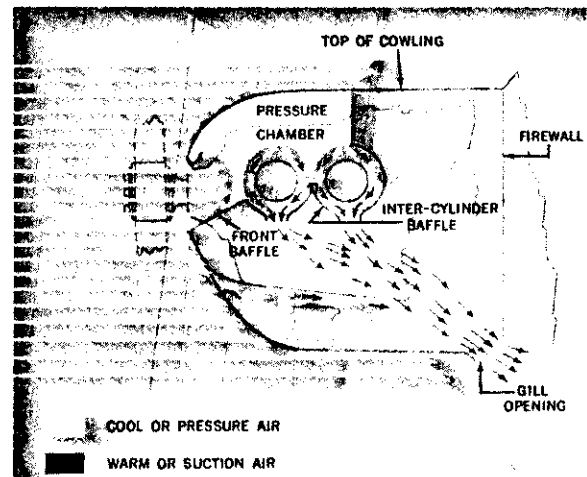 TOP OF COWLING
PRESSURE
CHAMBER
FIREWALL
INTER-CYLINDER
BAFFLE
FRONT
BAFFLE
GILL
OPENING
COOL OR PRESSURE AIR
WARM OR SUCTION AIR